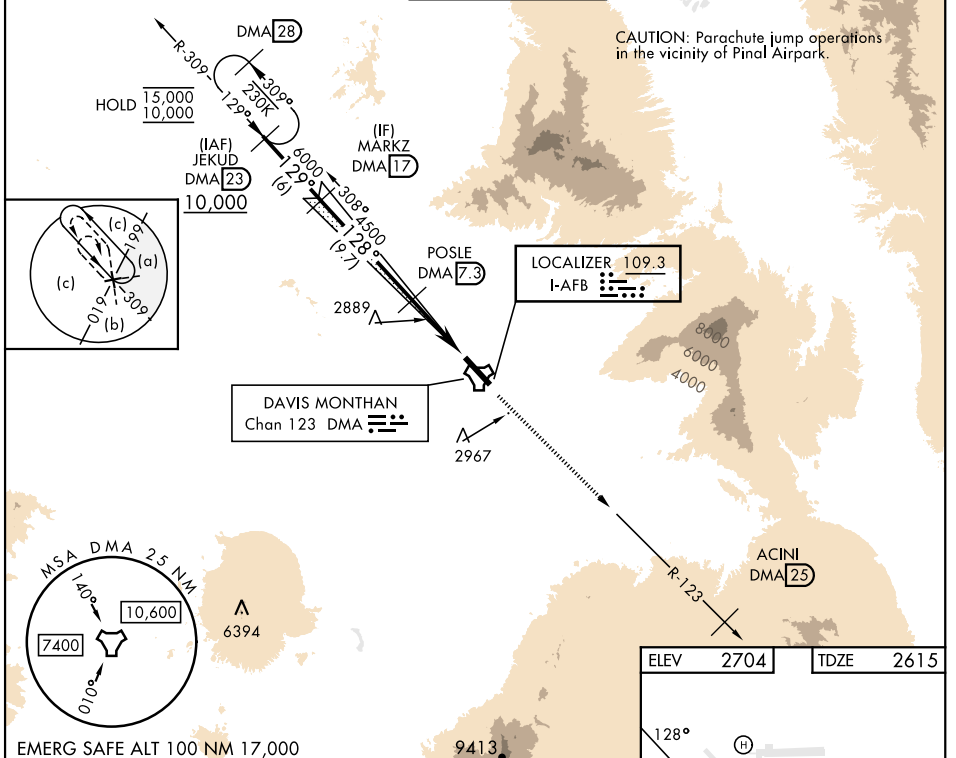 DMA 28
CAUTION: Parachute jump operations
in the vicinity of Pinal Airpark.
R-309
309°
230K
129°
HOLD 15,000
10,000
(IAF)
JEKUD
DMA 23
10,000
(IF)
MARKZ
DMA 17
6000
129°
(6)
308°
4500
128°
(9.7)
POSLE
DMA 7.3
LOCALIZER 109.3
I-AFB
2889
(c)
199
(a)
(c)
019
(b)
309
8000
6000
4000
DAVIS MONTHAN
Chan 123 DMA
2967
ACINI
DMA 25
R-123
MSA DMA 25 NM
140°
10,600
7400
010°
6394
ELEV 2704
TDZE 2615
128°
H
EMERG SAFE ALT 100 NM 17,000
9413